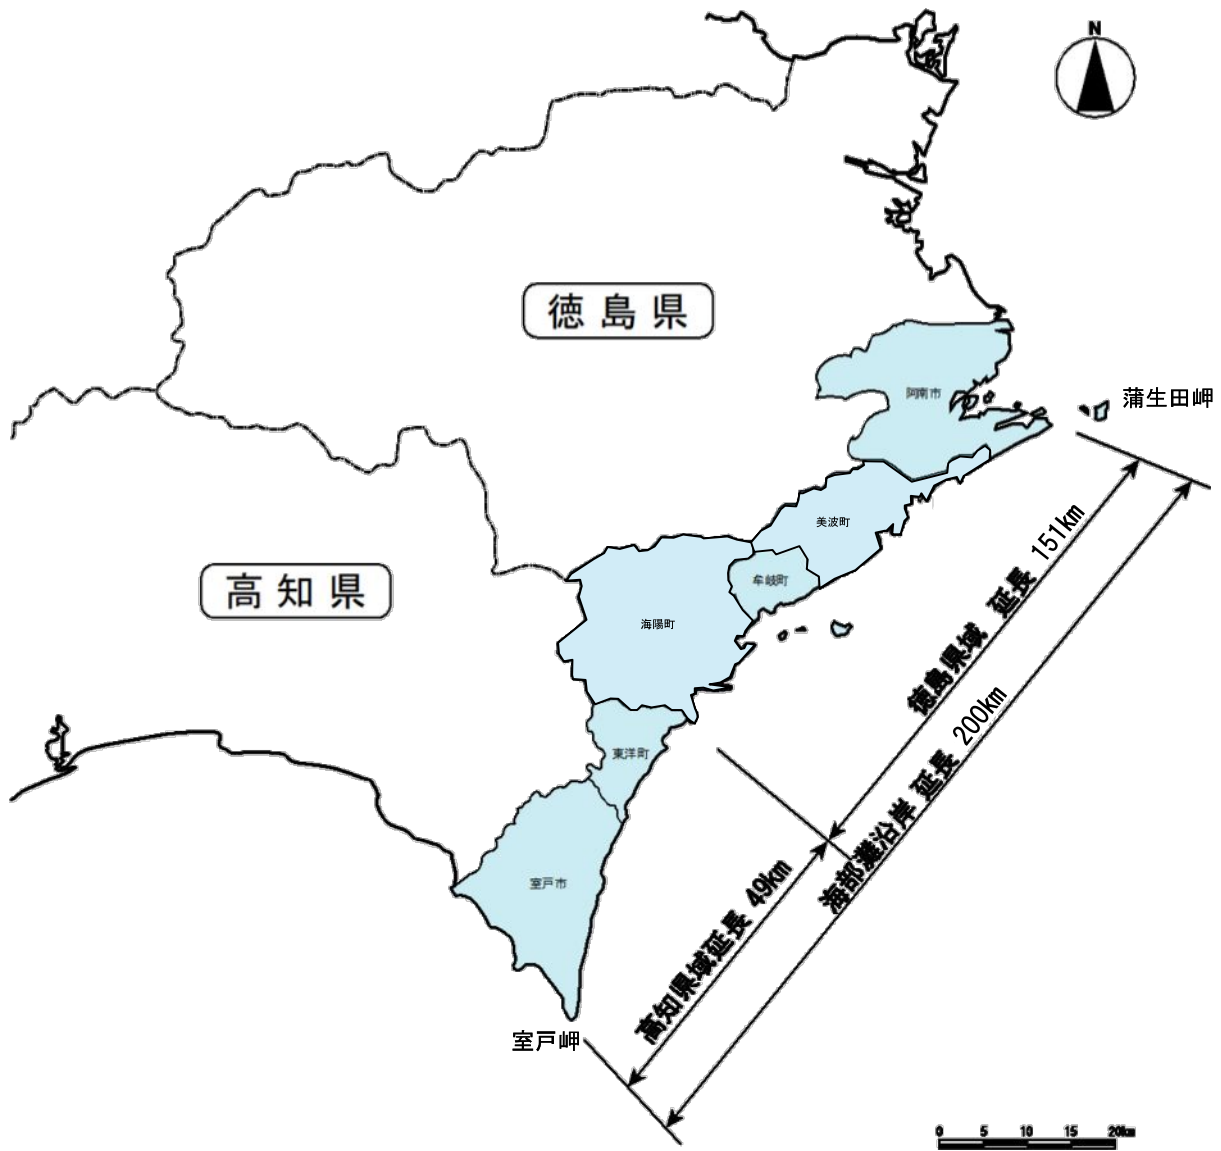 N
徳島県
阿南市
蒲生田岬
美波町
牟岐町
高知県
海陽町
徳島県域 延長 151km
海部灘沿岸 延長 200km
東洋町
高知県域延長 49km
室戸市
室戸岬
0 5 10 15 20km